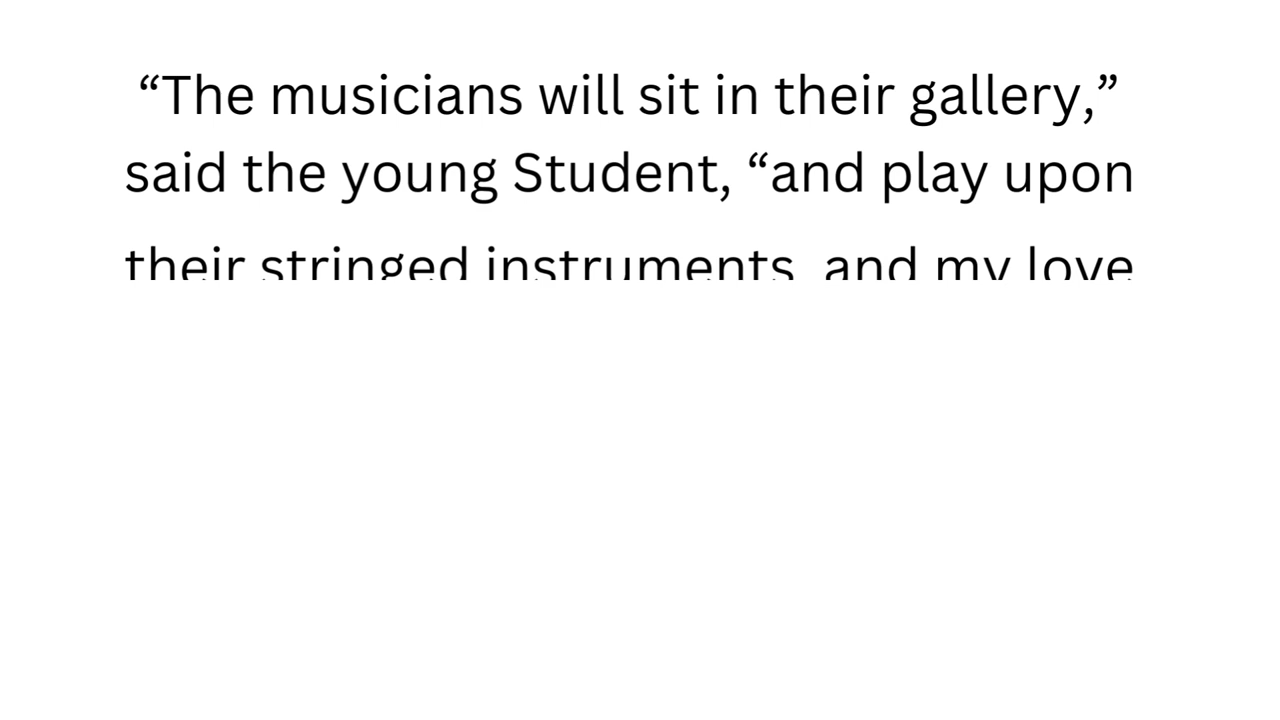 “The musicians will sit in their gallery,”
said the young Student, “and play upon
their stringed instruments, and my love